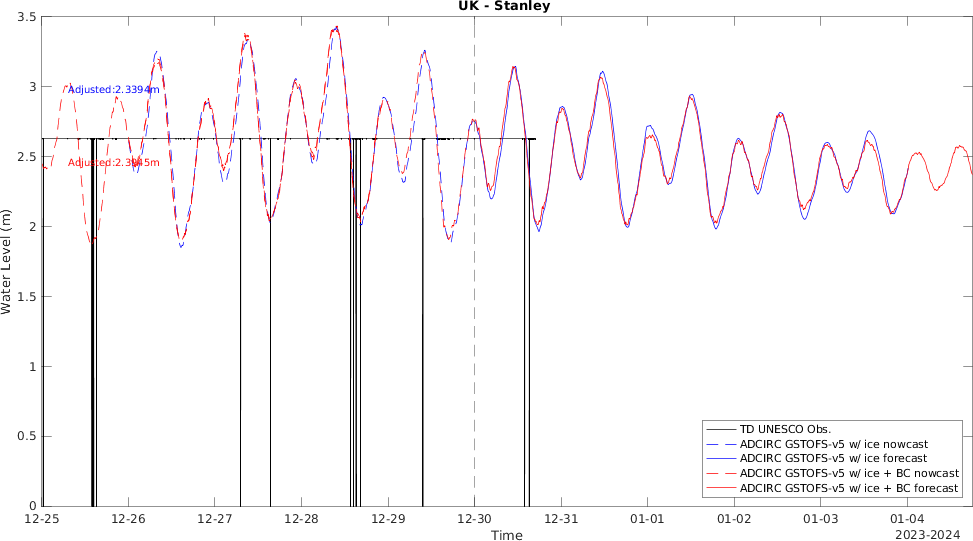 UK - Stanley
3.5
3
2.5
2
1.5
1
0.5
0
Water Level (m)
Adjusted:2.3394m
TD UNESCO Obs.
ADCIRC GSTOFS-v5 w/ ice nowcast
ADCIRC GSTOFS-v5 w/ ice forecast
ADCIRC GSTOFS-v5 w/ ice + BC nowcast
ADCIRC GSTOFS-v5 w/ ice + BC forecast
12-25
12-26
12-27
12-28
12-29
12-30
12-31
01-01
01-02
01-03
01-04
Time
2023-2024